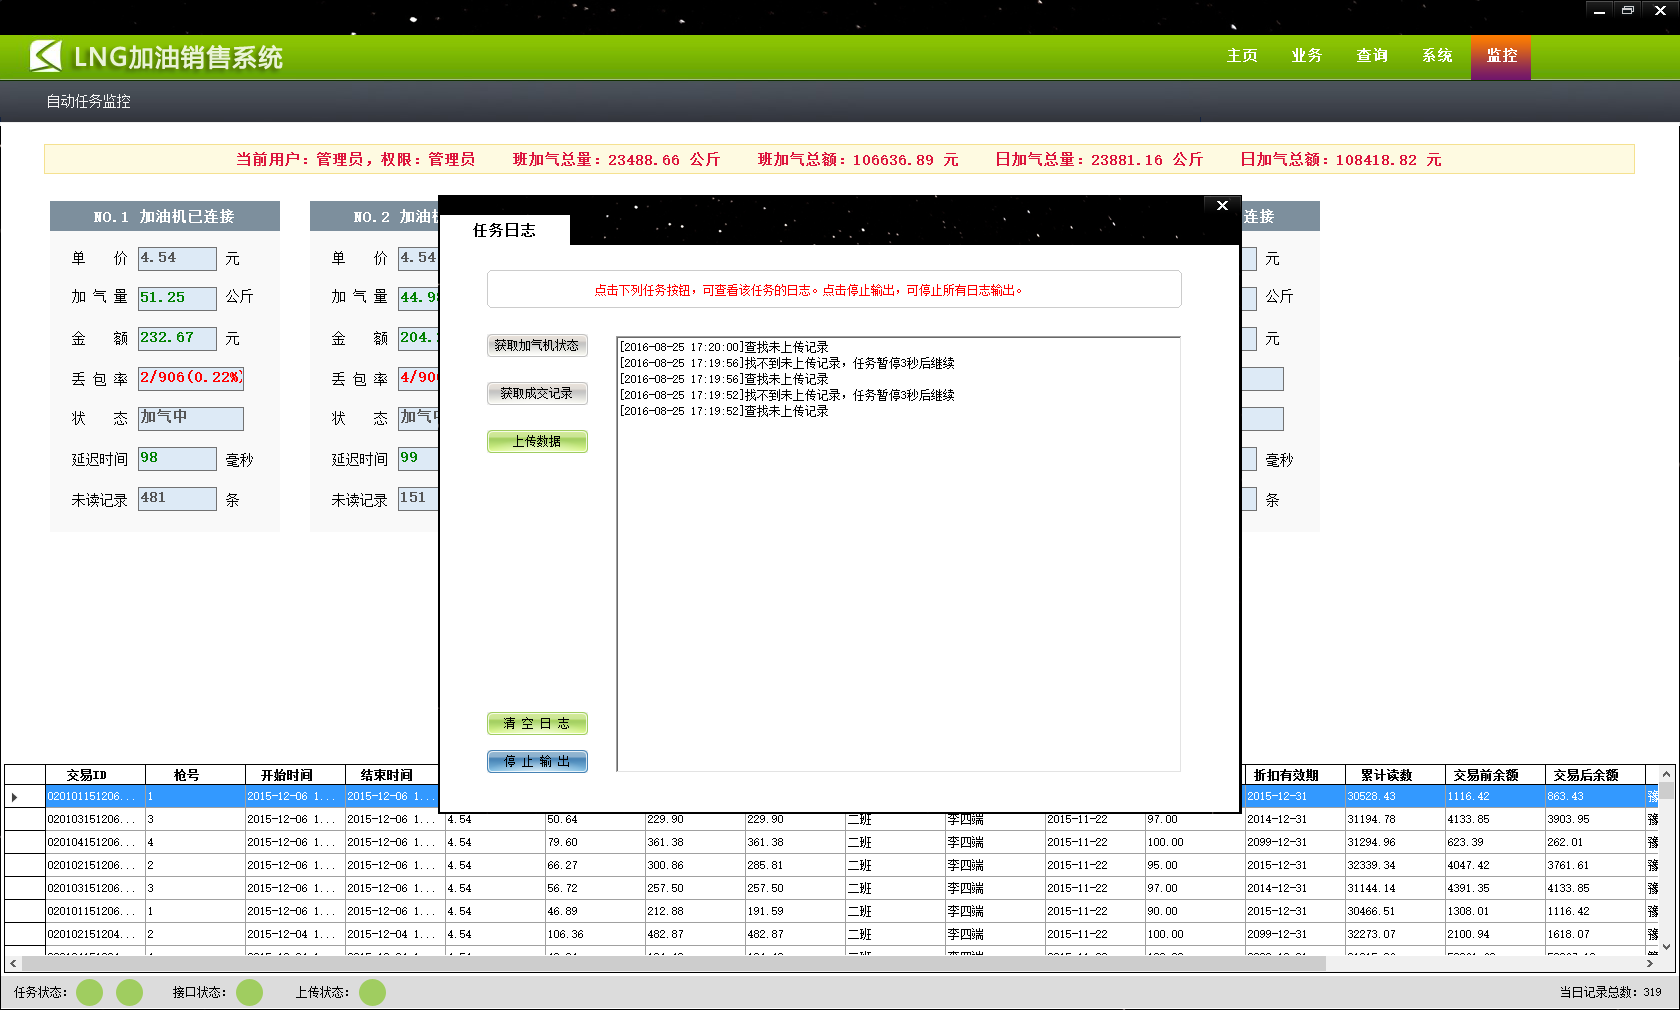 LNG加油销售系统
主页 业务 查询 系统 监控
自动任务监控
当前用户：管理员，权限：管理员 班加气总量：23488.66 公斤 班加气总额：106636.89 元 日加气总量：23881.16 公斤 日加气总额：108418.82 元
NO.1 加油机已连接
单 价 4.54 元
加 气 量 51.25 公斤
金 额 232.67 元
丢 包 率 2/906(0.22%)
状 态 加气中
延迟时间 98 毫秒
未读记录 481 条
NO.2 加油
单 价 4.54
加 气 量 44.9
金 额 204.
丢 包 率 4/90
状 态 加气
延迟时间 99
未读记录 151
连接
元
公斤
元
毫秒
条
任务日志
点击下列任务按钮，可查看该任务的日志。点击停止输出，可停止所有日志输出。
获取加气机状态
获取成交记录
上传数据
清 空 日 志
停 止 输 出
[2016-08-25 17:20:00]查找未上传记录
[2016-08-25 17:19:56]找不到未上传记录，任务暂停3秒后继续
[2016-08-25 17:19:56]查找未上传记录
[2016-08-25 17:19:52]找不到未上传记录，任务暂停3秒后继续
[2016-08-25 17:19:52]查找未上传记录
交易ID 枪号 开始时间 结束时间 折扣有效期 累计读数 交易前余额 交易后余额
020101151206... 1 2015-12-06 1... 2015-12-06 1... 2015-12-31 30528.43 1116.42 863.43 豫
020103151206... 3 2015-12-06 1... 2015-12-06 1... 4.54 50.64 229.90 229.90 二班 李四端 2015-11-22 97.00 2014-12-31 31194.78 4133.85 3903.95 豫
020104151206... 4 2015-12-06 1... 2015-12-06 1... 4.54 79.60 361.38 361.38 二班 李四端 2015-11-22 100.00 2099-12-31 31294.96 623.39 262.01 豫
020102151206... 2 2015-12-06 1... 2015-12-06 1... 4.54 66.27 300.86 285.81 二班 李四端 2015-11-22 95.00 2015-12-31 32339.34 4047.42 3761.61 豫
020103151206... 3 2015-12-06 1... 2015-12-06 1... 4.54 56.72 257.50 257.50 二班 李四端 2015-11-22 97.00 2014-12-31 31144.14 4391.35 4133.85 豫
020101151206... 1 2015-12-06 1... 2015-12-06 1... 4.54 46.89 212.88 191.59 二班 李四端 2015-11-22 90.00 2015-12-31 30466.51 1308.01 1116.42 豫
020102151204... 2 2015-12-04 1... 2015-12-04 1... 4.54 106.36 482.87 482.87 二班 李四端 2015-11-22 100.00 2099-12-31 32273.07 2100.94 1618.07 豫
任务状态： 接口状态： 上传状态： 当日记录总数：319